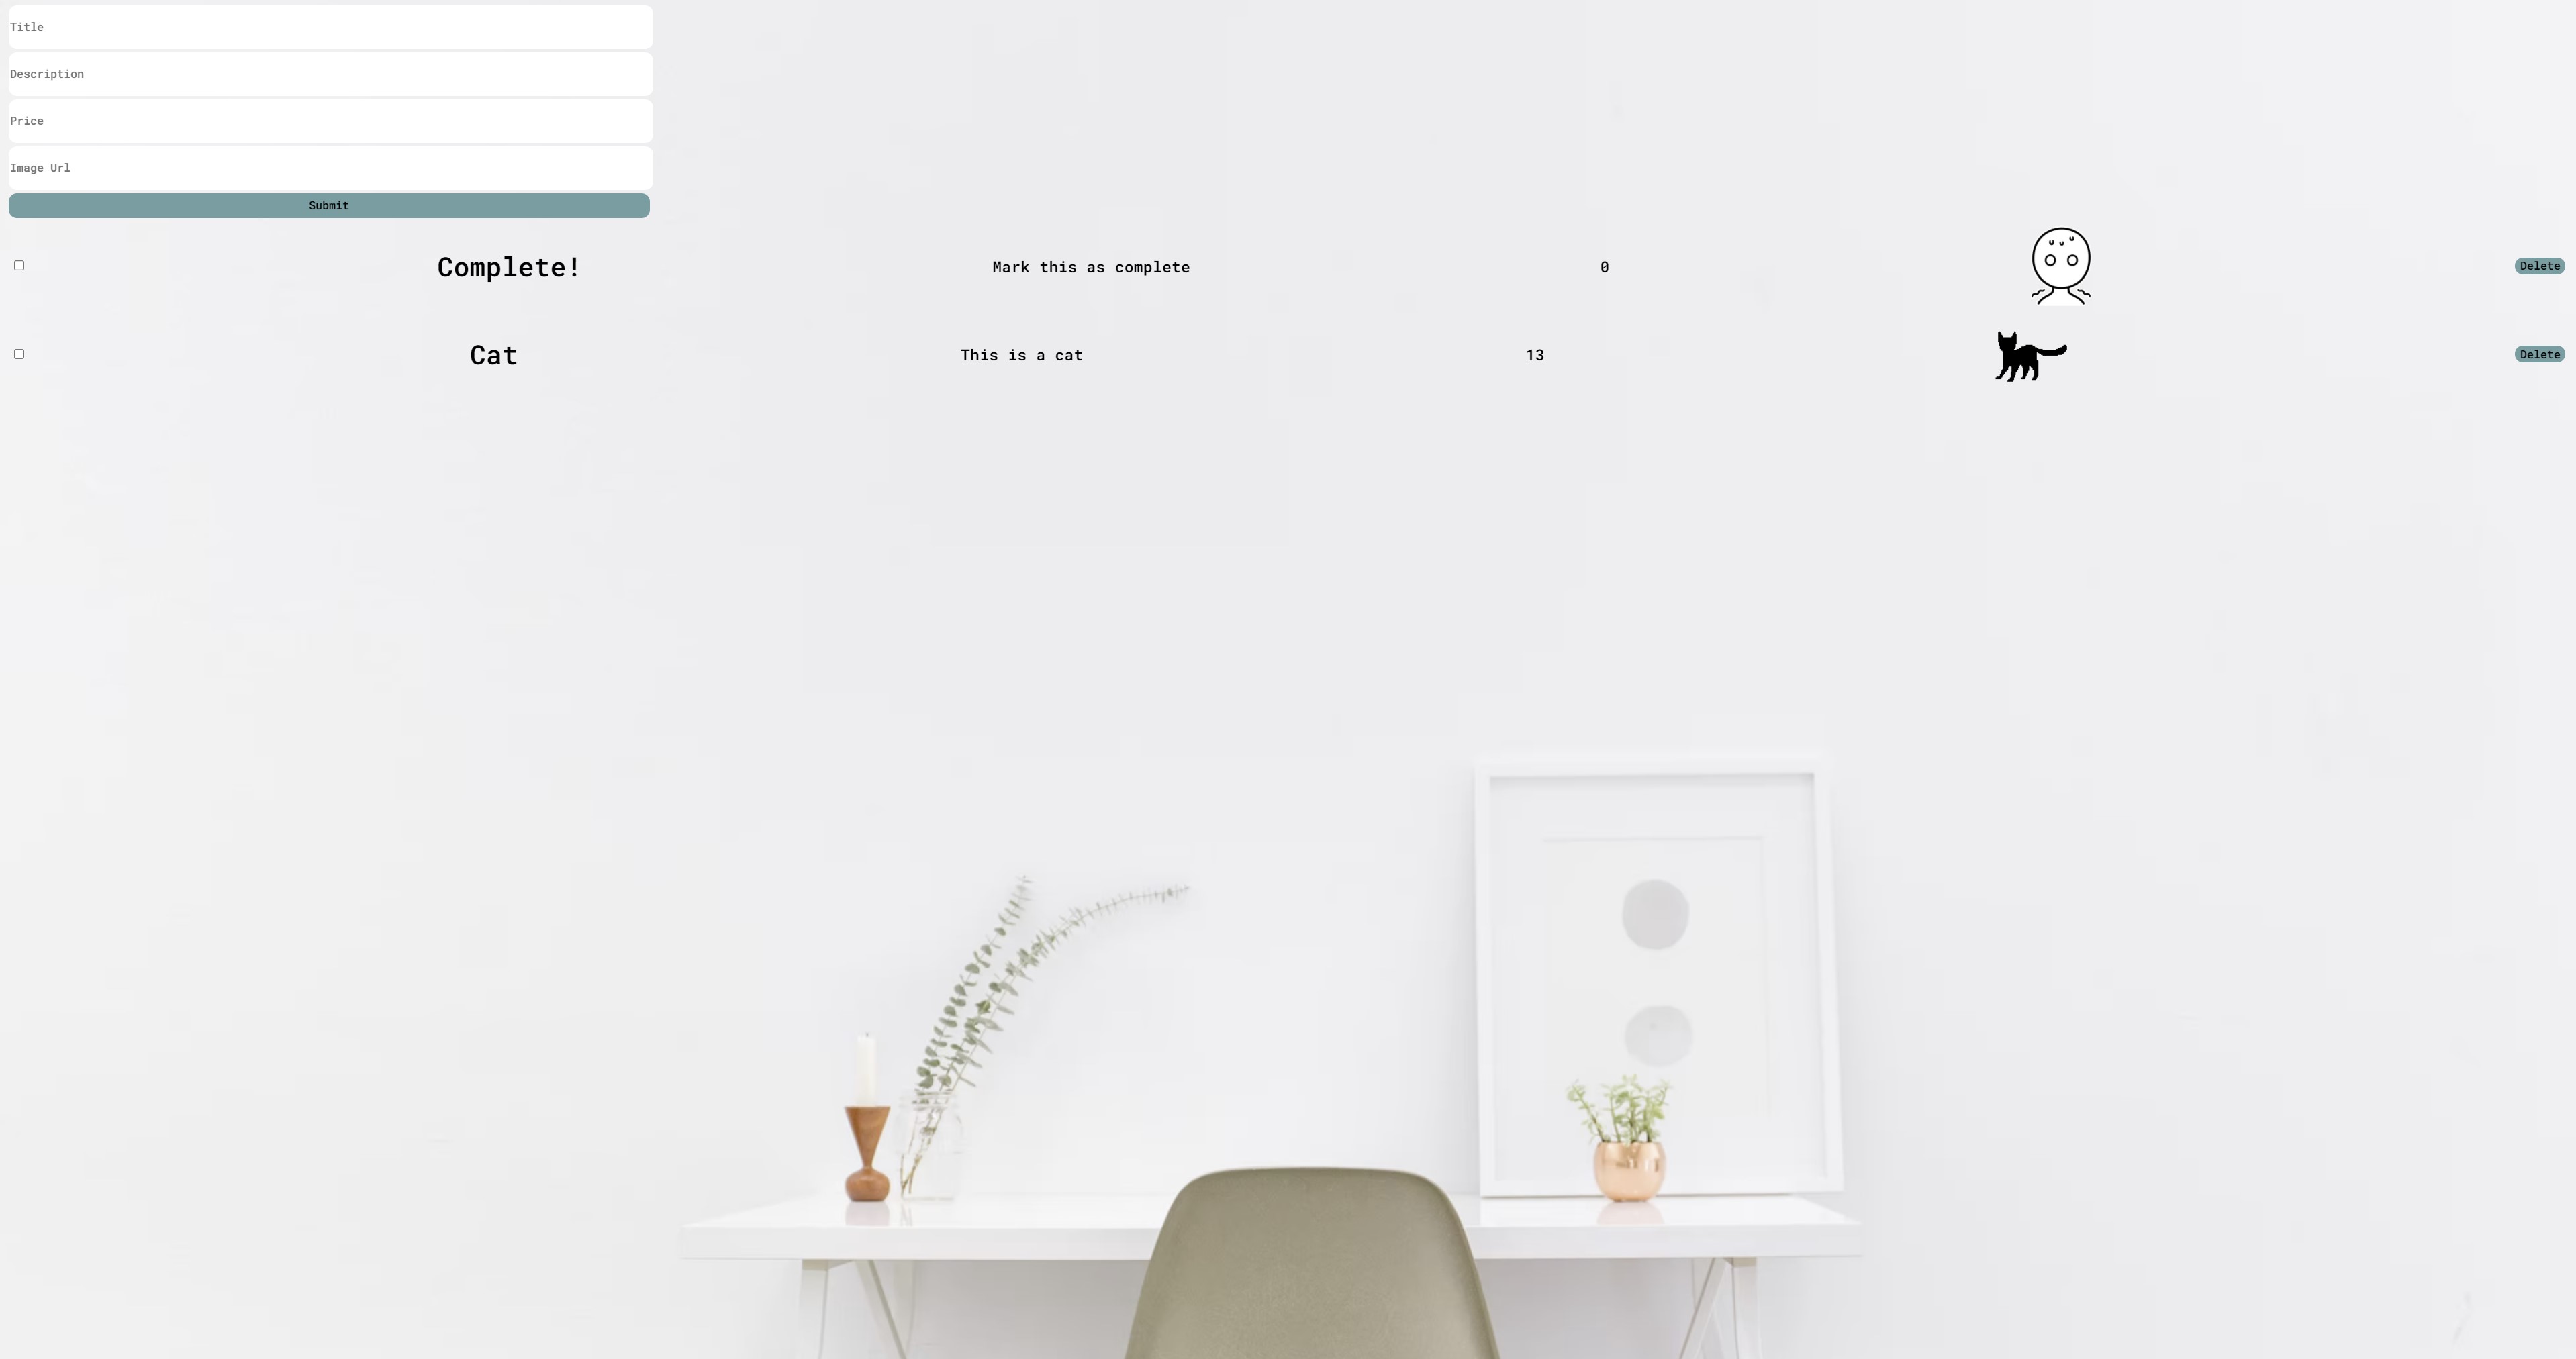 Title
Description
Price
Image Url
Submit
Complete! Mark this as complete 0 Delete
Cat This is a cat 13 Delete